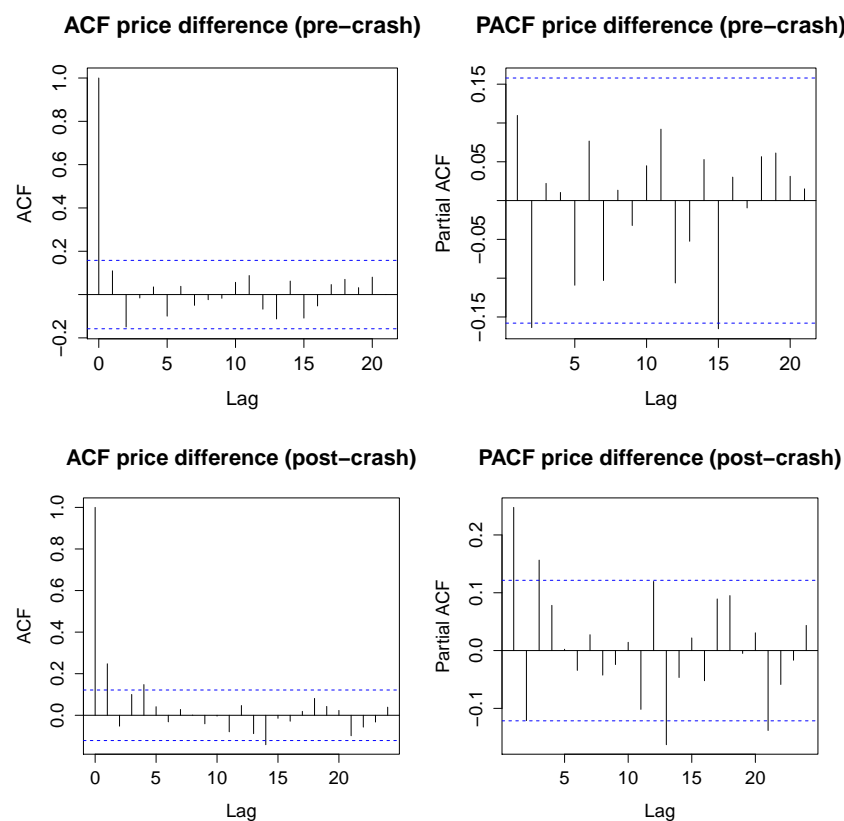 ACF price difference (pre−crash)
PACF price difference (pre−crash)
ACF
−0.2 0.2 0.4 0.6 0.8 1.0
0 5 10 15 20
Lag
Partial ACF
−0.15 −0.05 0.05 0.15
5 10 15 20
Lag
ACF price difference (post−crash)
PACF price difference (post−crash)
ACF
0.0 0.2 0.4 0.6 0.8 1.0
0 5 10 15 20
Lag
Partial ACF
−0.1 0.0 0.1 0.2
5 10 15 20
Lag